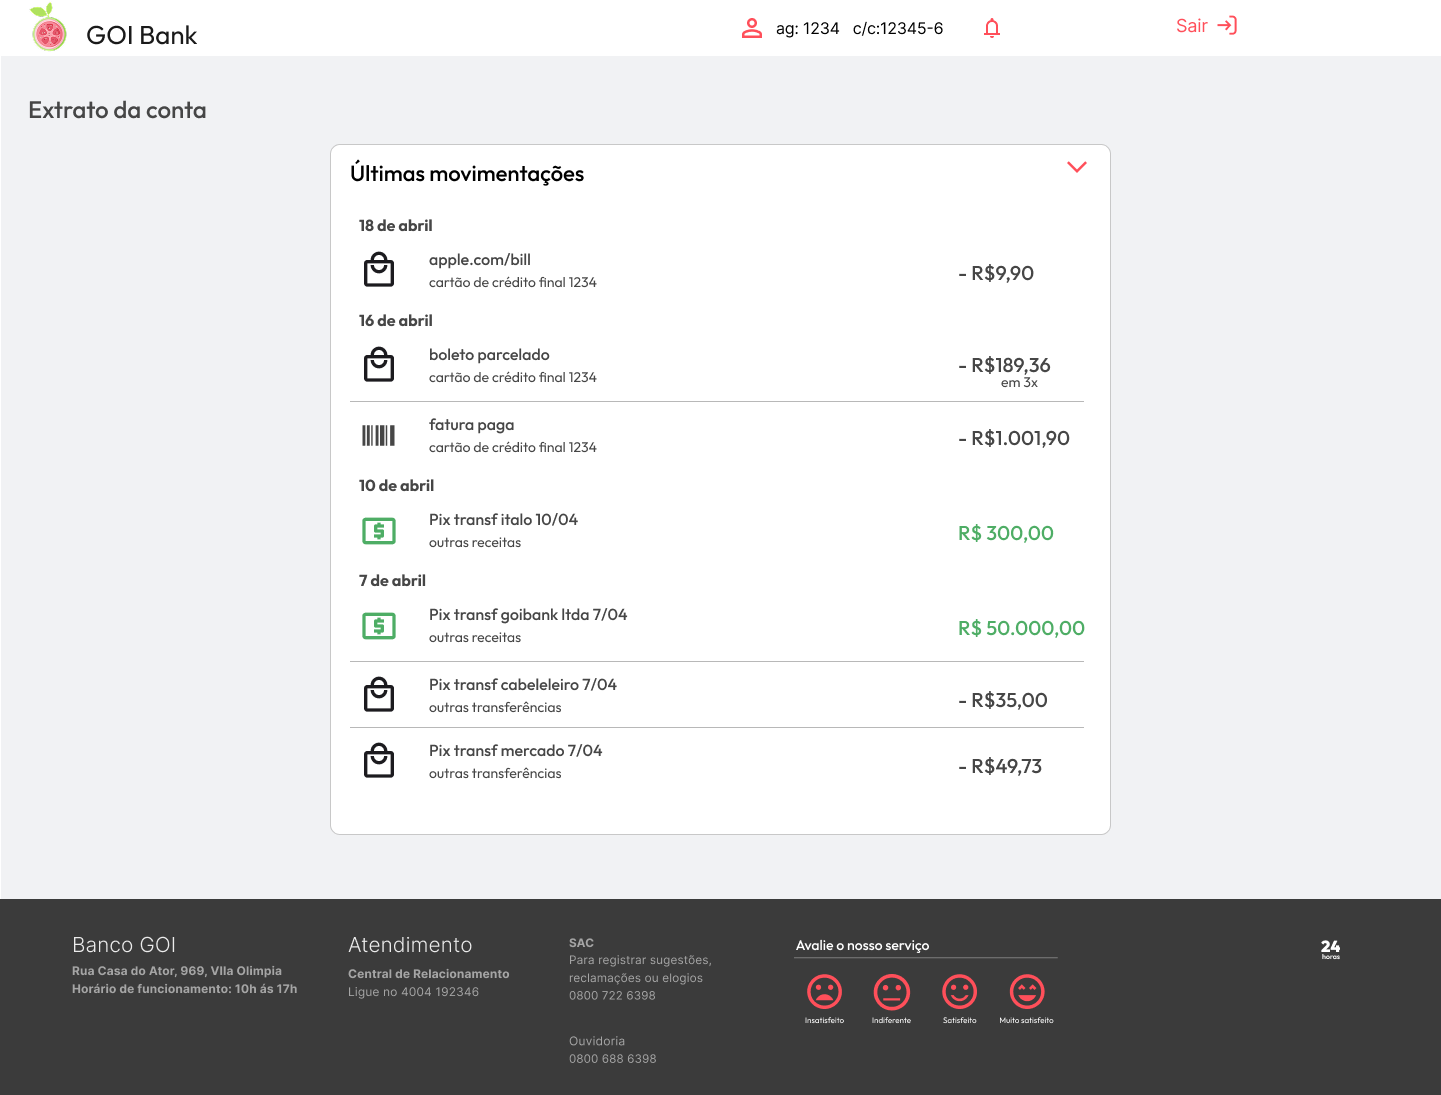 GOI Bank
ag: 1234 c/c:12345-6
Sair
Extrato da conta
Últimas movimentações
18 de abril
apple.com/bill
cartão de crédito final 1234
- R$9,90
16 de abril
boleto parcelado
cartão de crédito final 1234
- R$189,36
em 3x
fatura paga
cartão de crédito final 1234
- R$1.001,90
10 de abril
Pix transf italo 10/04
outras receitas
R$ 300,00
7 de abril
Pix transf goibank ltda 7/04
outras receitas
R$ 50.000,00
Pix transf cabeleleiro 7/04
outras transferências
- R$35,00
Pix transf mercado 7/04
outras transferências
- R$49,73
Banco GOI
Rua Casa do Ator, 969, VIla Olimpia
Horário de funcionamento: 10h ás 17h
Atendimento
Central de Relacionamento
Ligue no 4004 192346
SAC
Para registrar sugestões,
reclamações ou elogios
0800 722 6398
Ouvidoria
0800 688 6398
Avalie o nosso serviço
Insatisfeito
Indiferente
Satisfeito
Muito satisfeito
24
horas